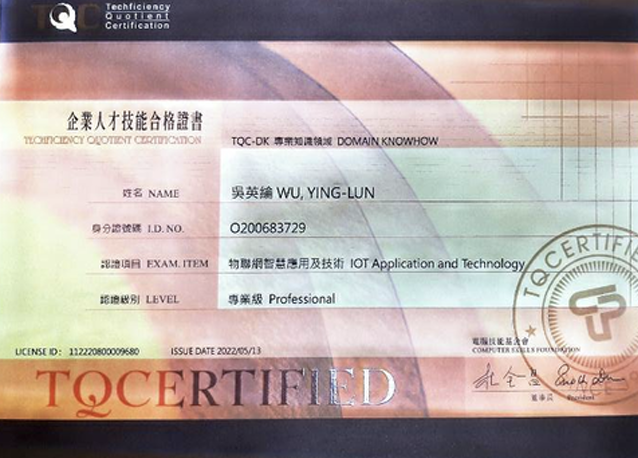 TQC Techficiency
Quotient
Certification
企業人才技能合格證書
TECHFICIENCY QUOTIENT CERTIFICATION
TQC-DK 專業知識領域 DOMAIN KNOWHOW
姓名 NAME 吳英綸 WU, YING-LUN
身分證號碼 I.D. NO. O200683729
認證項目 EXAM. ITEM 物聯網智慧應用及技術 IOT Application and Technology
認證級別 LEVEL 專業級 Professional
LICENSE ID： 112220800009680 ISSUE DATE 2022/05/13
電腦技能基金會
COMPUTER SKILLS FOUNDATION
TQCERTIFIED
董事長 President
TQCERTIFIE